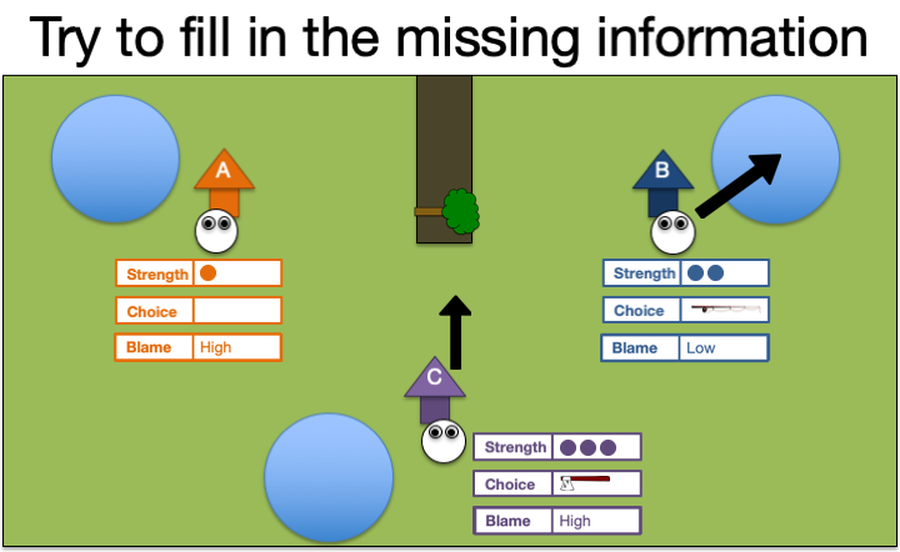 Try to fill in the missing information
A
B
Strength
Choice
Blame High
Strength
Choice
Blame Low
C
Strength
Choice
Blame High